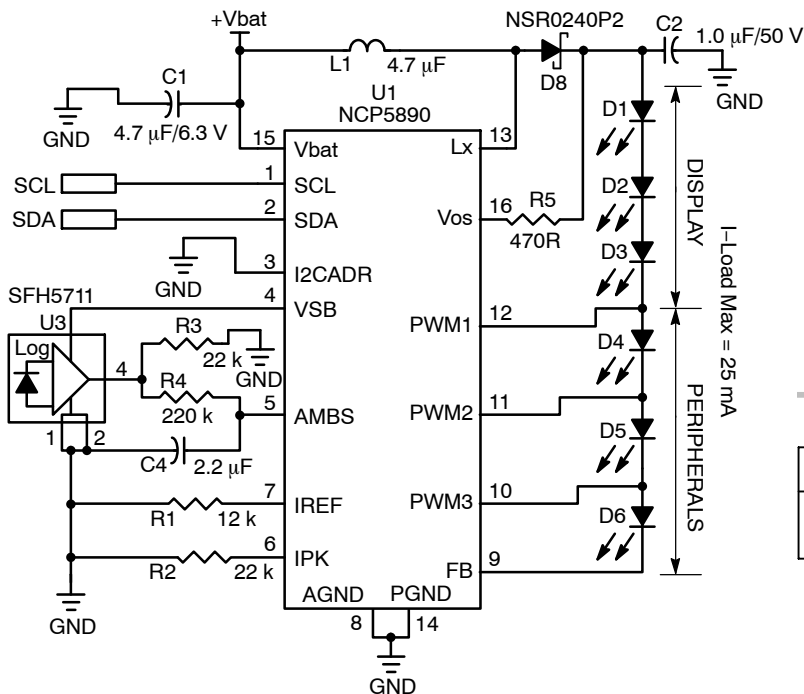 +Vbat
NSR0240P2
C2
1.0 μF/50 V
L1
4.7 μF
D8
GND
C1
4.7 μF/6.3 V
GND
U1
NCP5890
15
Vbat
Lx
13
D1
SCL
1
SCL
SDA
2
SDA
Vos
16
R5
470R
D2
DISPLAY
3
I2CADR
GND
D3
I-Load Max = 25 mA
SFH5711
4
VSB
PWM1
12
U3
Log
4
R3
22 k
GND
D4
R4
220 k
5
AMBS
PWM2
11
PERIPHERALS
1
2
C4
2.2 μF
D5
R1
12 k
7
IREF
PWM3
10
D6
R2
22 k
6
IPK
FB
9
GND
AGND
PGND
8
14
GND